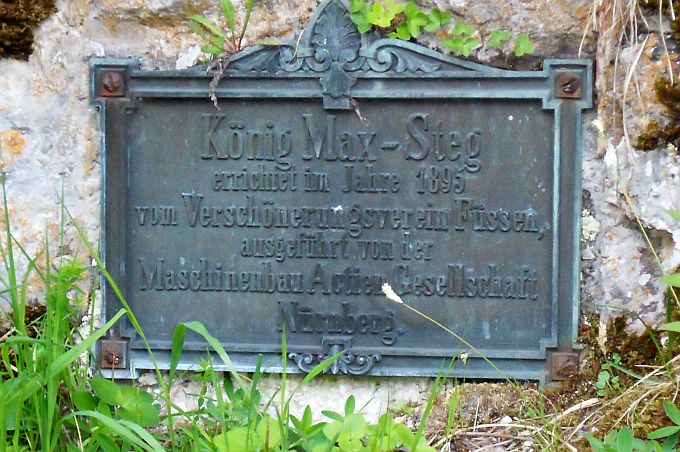 König Max-Steg
errichtet im Jahre 1895
vom Verschönerungsverein Füssen,
ausgeführt von der
Maschinenbau Actien Gesellschaft
Nürnberg.